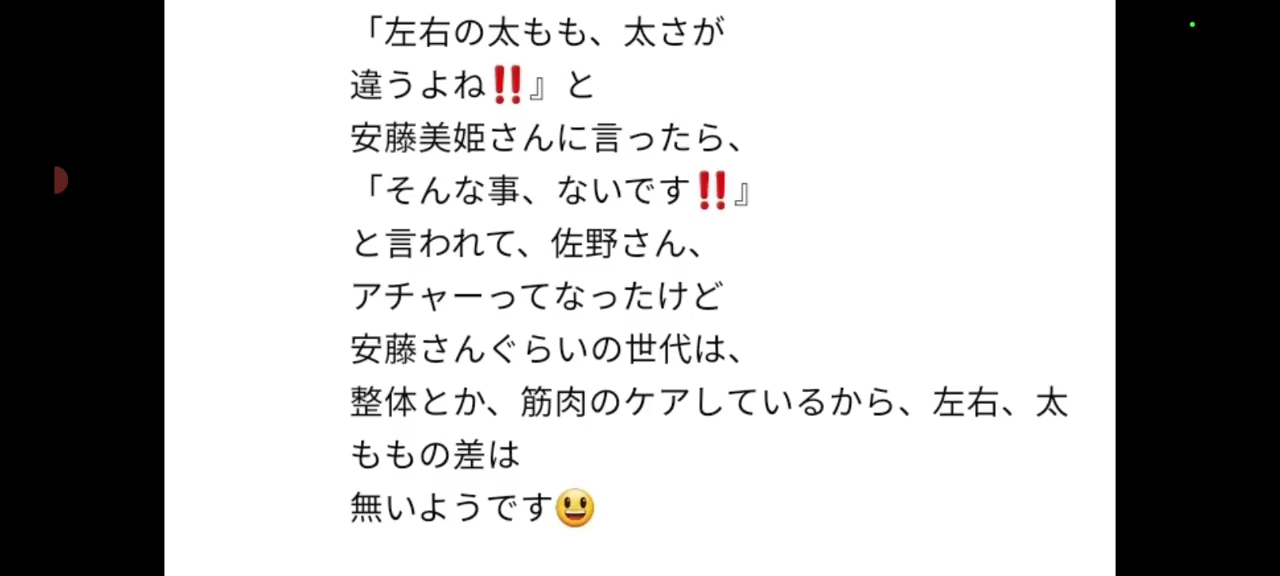 「左右の太もも、太さが
違うよね‼️』と
安藤美姫さんに言ったら、
「そんな事、ないです‼️』
と言われて、佐野さん、
アチャーってなったけど
安藤さんぐらいの世代は、
整体とか、筋肉のケアしているから、左右、太
ももの差は
無いようです😃